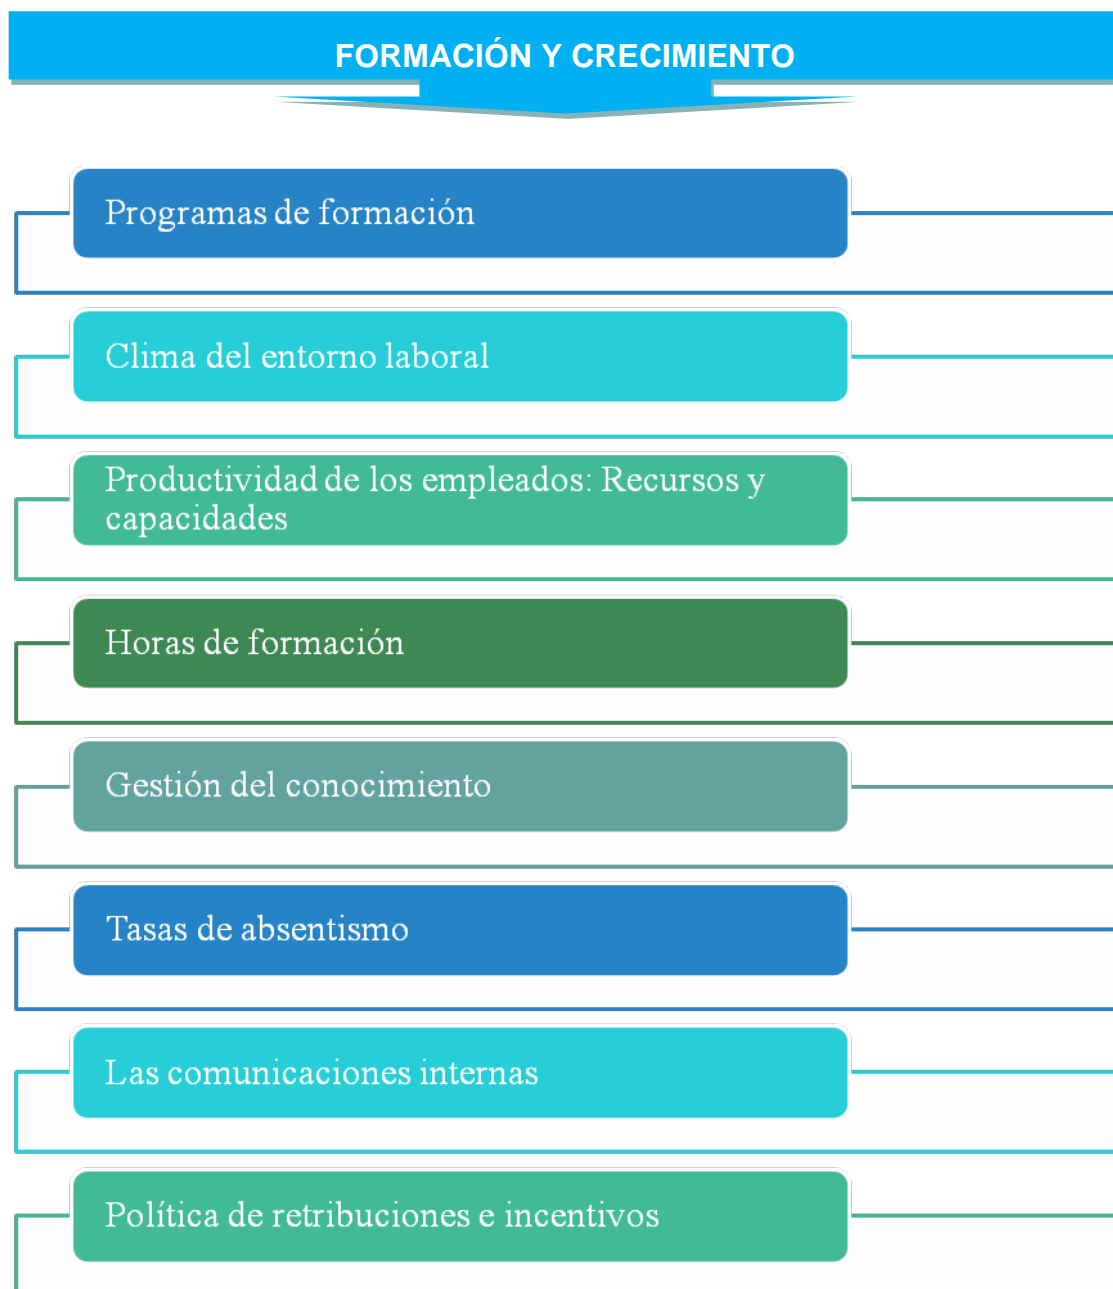 FORMACIÓN Y CRECIMIENTO
Programas de formación
Clima del entorno laboral
Productividad de los empleados: Recursos y
capacidades
Horas de formación
Gestión del conocimiento
Tasas de absentismo
Las comunicaciones internas
Política de retribuciones e incentivos